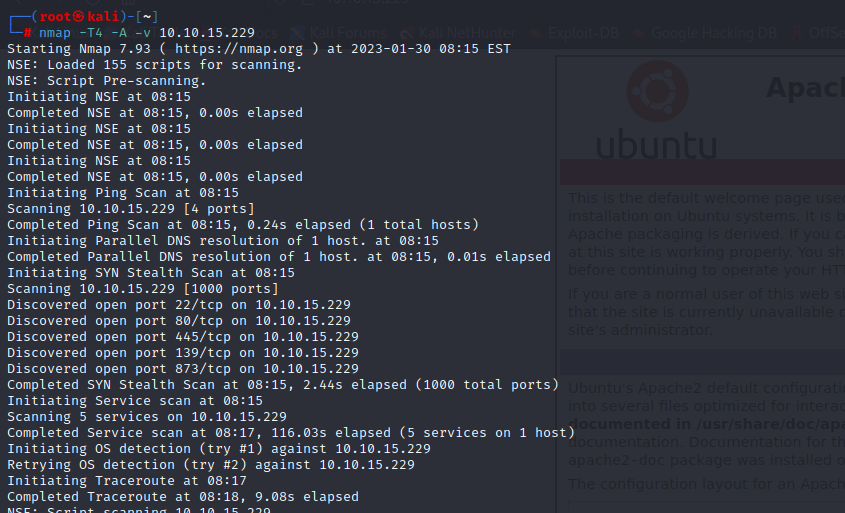 ┌──(root㉿kali)-[~]
└─# nmap -T4 -A -v 10.10.15.229
Starting Nmap 7.93 ( https://nmap.org ) at 2023-01-30 08:15 EST
NSE: Loaded 155 scripts for scanning.
NSE: Script Pre-scanning.
Initiating NSE at 08:15
Completed NSE at 08:15, 0.00s elapsed
Initiating NSE at 08:15
Completed NSE at 08:15, 0.00s elapsed
Initiating NSE at 08:15
Completed NSE at 08:15, 0.00s elapsed
Initiating Ping Scan at 08:15
Scanning 10.10.15.229 [4 ports]
Completed Ping Scan at 08:15, 0.24s elapsed (1 total hosts)
Initiating Parallel DNS resolution of 1 host. at 08:15
Completed Parallel DNS resolution of 1 host. at 08:15, 0.01s elapsed
Initiating SYN Stealth Scan at 08:15
Scanning 10.10.15.229 [1000 ports]
Discovered open port 22/tcp on 10.10.15.229
Discovered open port 80/tcp on 10.10.15.229
Discovered open port 445/tcp on 10.10.15.229
Discovered open port 139/tcp on 10.10.15.229
Discovered open port 873/tcp on 10.10.15.229
Completed SYN Stealth Scan at 08:15, 2.44s elapsed (1000 total ports)
Initiating Service scan at 08:15
Scanning 5 services on 10.10.15.229
Completed Service scan at 08:17, 116.03s elapsed (5 services on 1 host)
Initiating OS detection (try #1) against 10.10.15.229
Retrying OS detection (try #2) against 10.10.15.229
Initiating Traceroute at 08:17
Completed Traceroute at 08:18, 9.08s elapsed
NSE: Script scanning 10.10.15.229
Kali Forums Kali NetHunter Exploit-DB Google Hacking DB OffSe
Apac
ubuntu
This is the default welcome page use
installation on Ubuntu systems. It is b
Apache packaging is derived. If you c
at this site is working properly. You sh
before continuing to operate your HT
If you are a normal user of this web si
that the site is currently unavailable
site's administrator.
Ubuntu's Apache2 default configurati
into several files optimized for intera
documented in /usr/share/doc/ap
documentation. Documentation for th
apache2-doc package was installed o
The configuration layout for an Apach